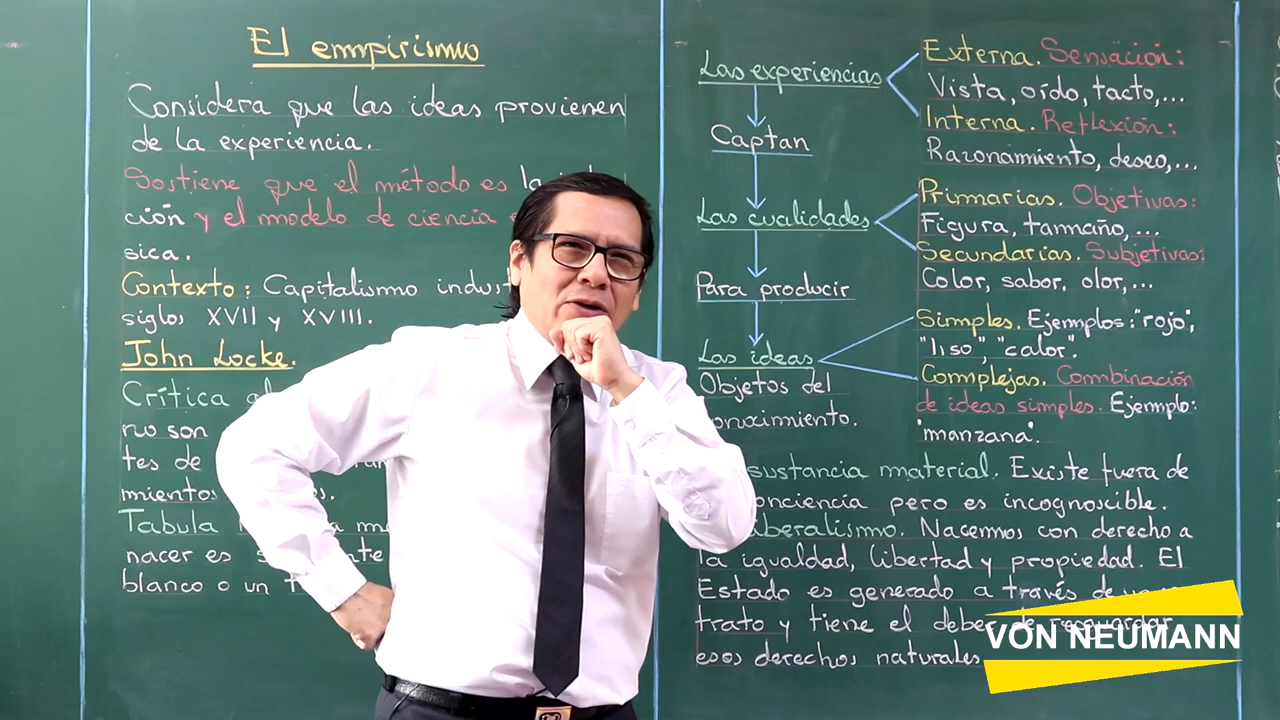 El empirismo
Considera que las ideas provienen
de la experiencia.
Sostiene que el método es
ción y el modelo de ciencia
sica.
Contexto: Capitalismo
siglos XVII y XVIII.
John Locke.
Crítica
no son
tes de
mientos
Tabula
nacer es
blanco o un
Las experiencias
Externa. Sensación:
Vista, oído, tacto,...
Interna. Reflexión:
Razonamiento, deseo,...
Captan
Las cualidades
Primarias. Objetivas:
Figura, tamaño,...
Secundarias. Subjetivas:
Color, sabor, olor,...
Para producir
Las ideas
Simples. Ejemplos: "rojo",
"liso", "calor".
Complejas. Combinación
de ideas simples. Ejemplo:
"manzana".
Objetos del
onocimiento.
sustancia material. Existe fuera de
onciencia pero es incognoscible.
iberalismo. Nacemos con derecho a
la igualdad, libertad y propiedad. El
Estado es generado a través de
trato y tiene el deber de resguardar
esos derechos naturales
VON NEUMANN